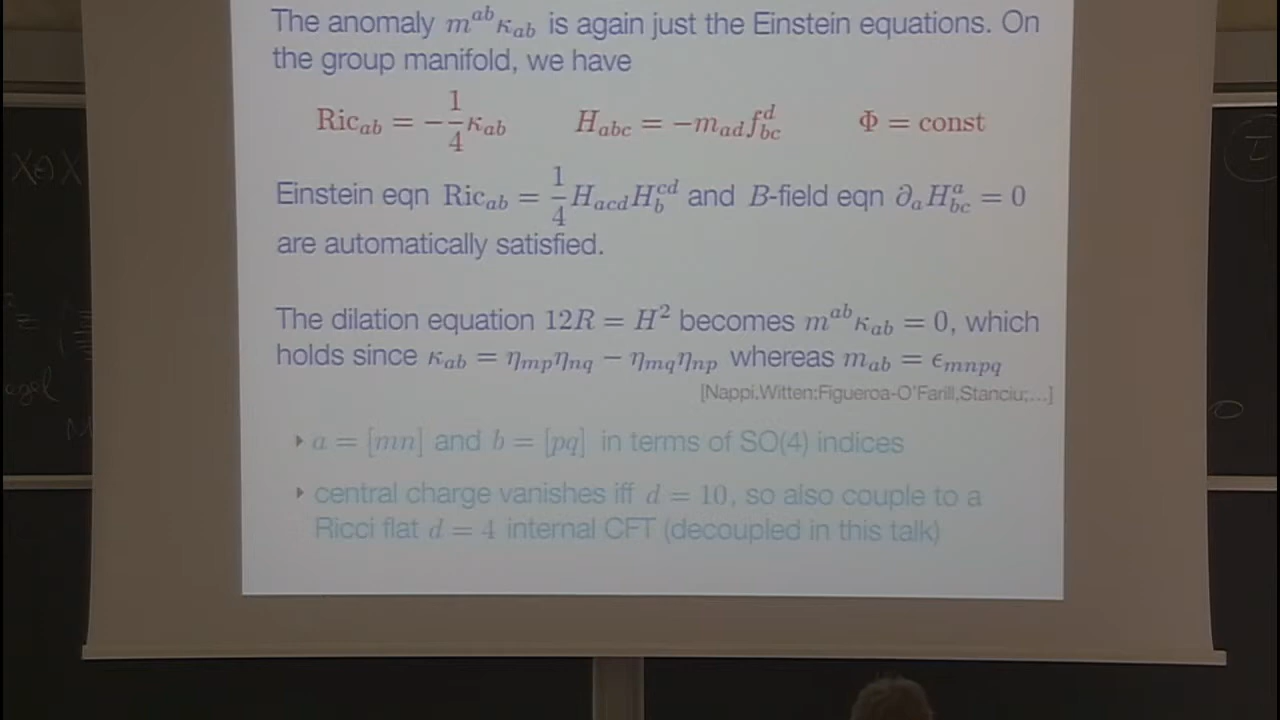 The anomaly m^{ab}κ_{ab} is again just the Einstein equations. On
the group manifold, we have
Ric_{ab} = −\frac{1}{4}κ_{ab} H_{abc} = −m_{ad}f^{d}_{bc} Φ = const
Einstein eqn Ric_{ab} = \frac{1}{4}H_{acd}H^{cd}_{b} and B-field eqn ∂_{a}H^{a}_{bc} = 0
are automatically satisfied.
The dilation equation 12R = H^{2} becomes m^{ab}κ_{ab} = 0, which
holds since κ_{ab} = η_{mp}η_{nq} − η_{mq}η_{np} whereas m_{ab} = ϵ_{mnpq}
[Nappi,Witten;Figueroa-O'Farill,Stanciu;...]
▸ a = [mn] and b = [pq] in terms of SO(4) indices
▸ central charge vanishes iff d = 10, so also couple to a
Ricci flat d = 4 internal CFT (decoupled in this talk)